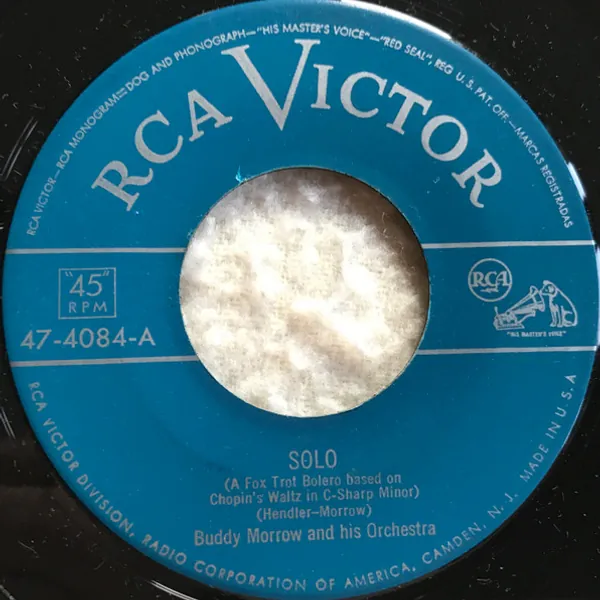 RCA VICTOR—RCA MONOGRAM—DOG AND PHONOGRAPH—"HIS MASTER'S VOICE"—"RED SEAL", REG U.S. PAT. OFF.—MARCAS REGISTRADAS
RCA VICTOR
"45"
RPM
47-4084-A
RCA
"HIS MASTER'S VOICE"
SOLO
(A Fox Trot Bolero based on
Chopin's Waltz in C-Sharp Minor)
(Hendler-Morrow)
Buddy Morrow and his Orchestra
RCA VICTOR DIVISION, RADIO CORPORATION OF AMERICA, CAMDEN, N. J. MADE IN U.S.A